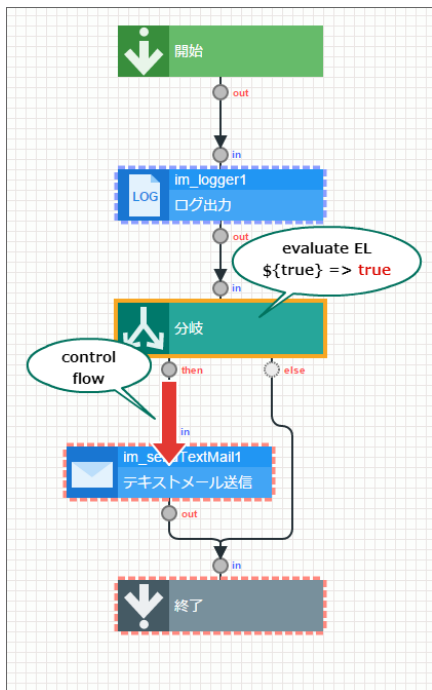 開始
out
in
im_logger1
LOG
ログ出力
out
in
evaluate EL
${true} => true
分岐
control
flow
then
else
in
im_sendTextMail1
テキストメール送信
out
in
終了